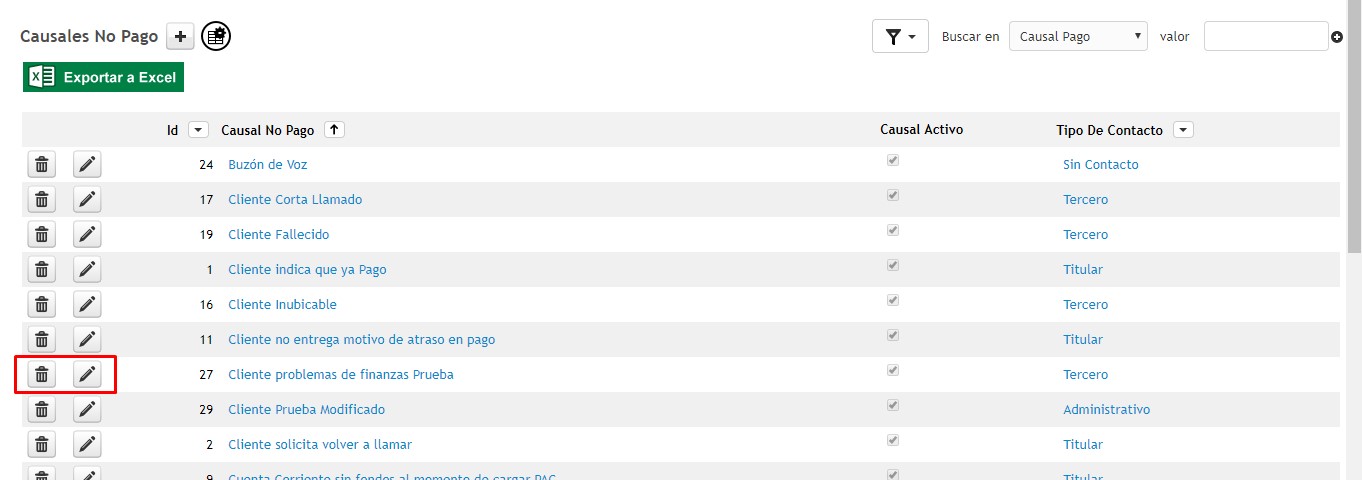 Causales No Pago
Buscar en Causal Pago valor
Exportar a Excel
Id Causal No Pago Causal Activo Tipo De Contacto
24 Buzón de Voz Sin Contacto
17 Cliente Corta Llamado Tercero
19 Cliente Fallecido Tercero
1 Cliente indica que ya Pago Titular
16 Cliente Inubicable Tercero
11 Cliente no entrega motivo de atraso en pago Titular
27 Cliente problemas de finanzas Prueba Tercero
29 Cliente Prueba Modificado Administrativo
2 Cliente solicita volver a llamar Titular
9 Cuenta Corriente sin fondos al momento de cargar PAC Titular